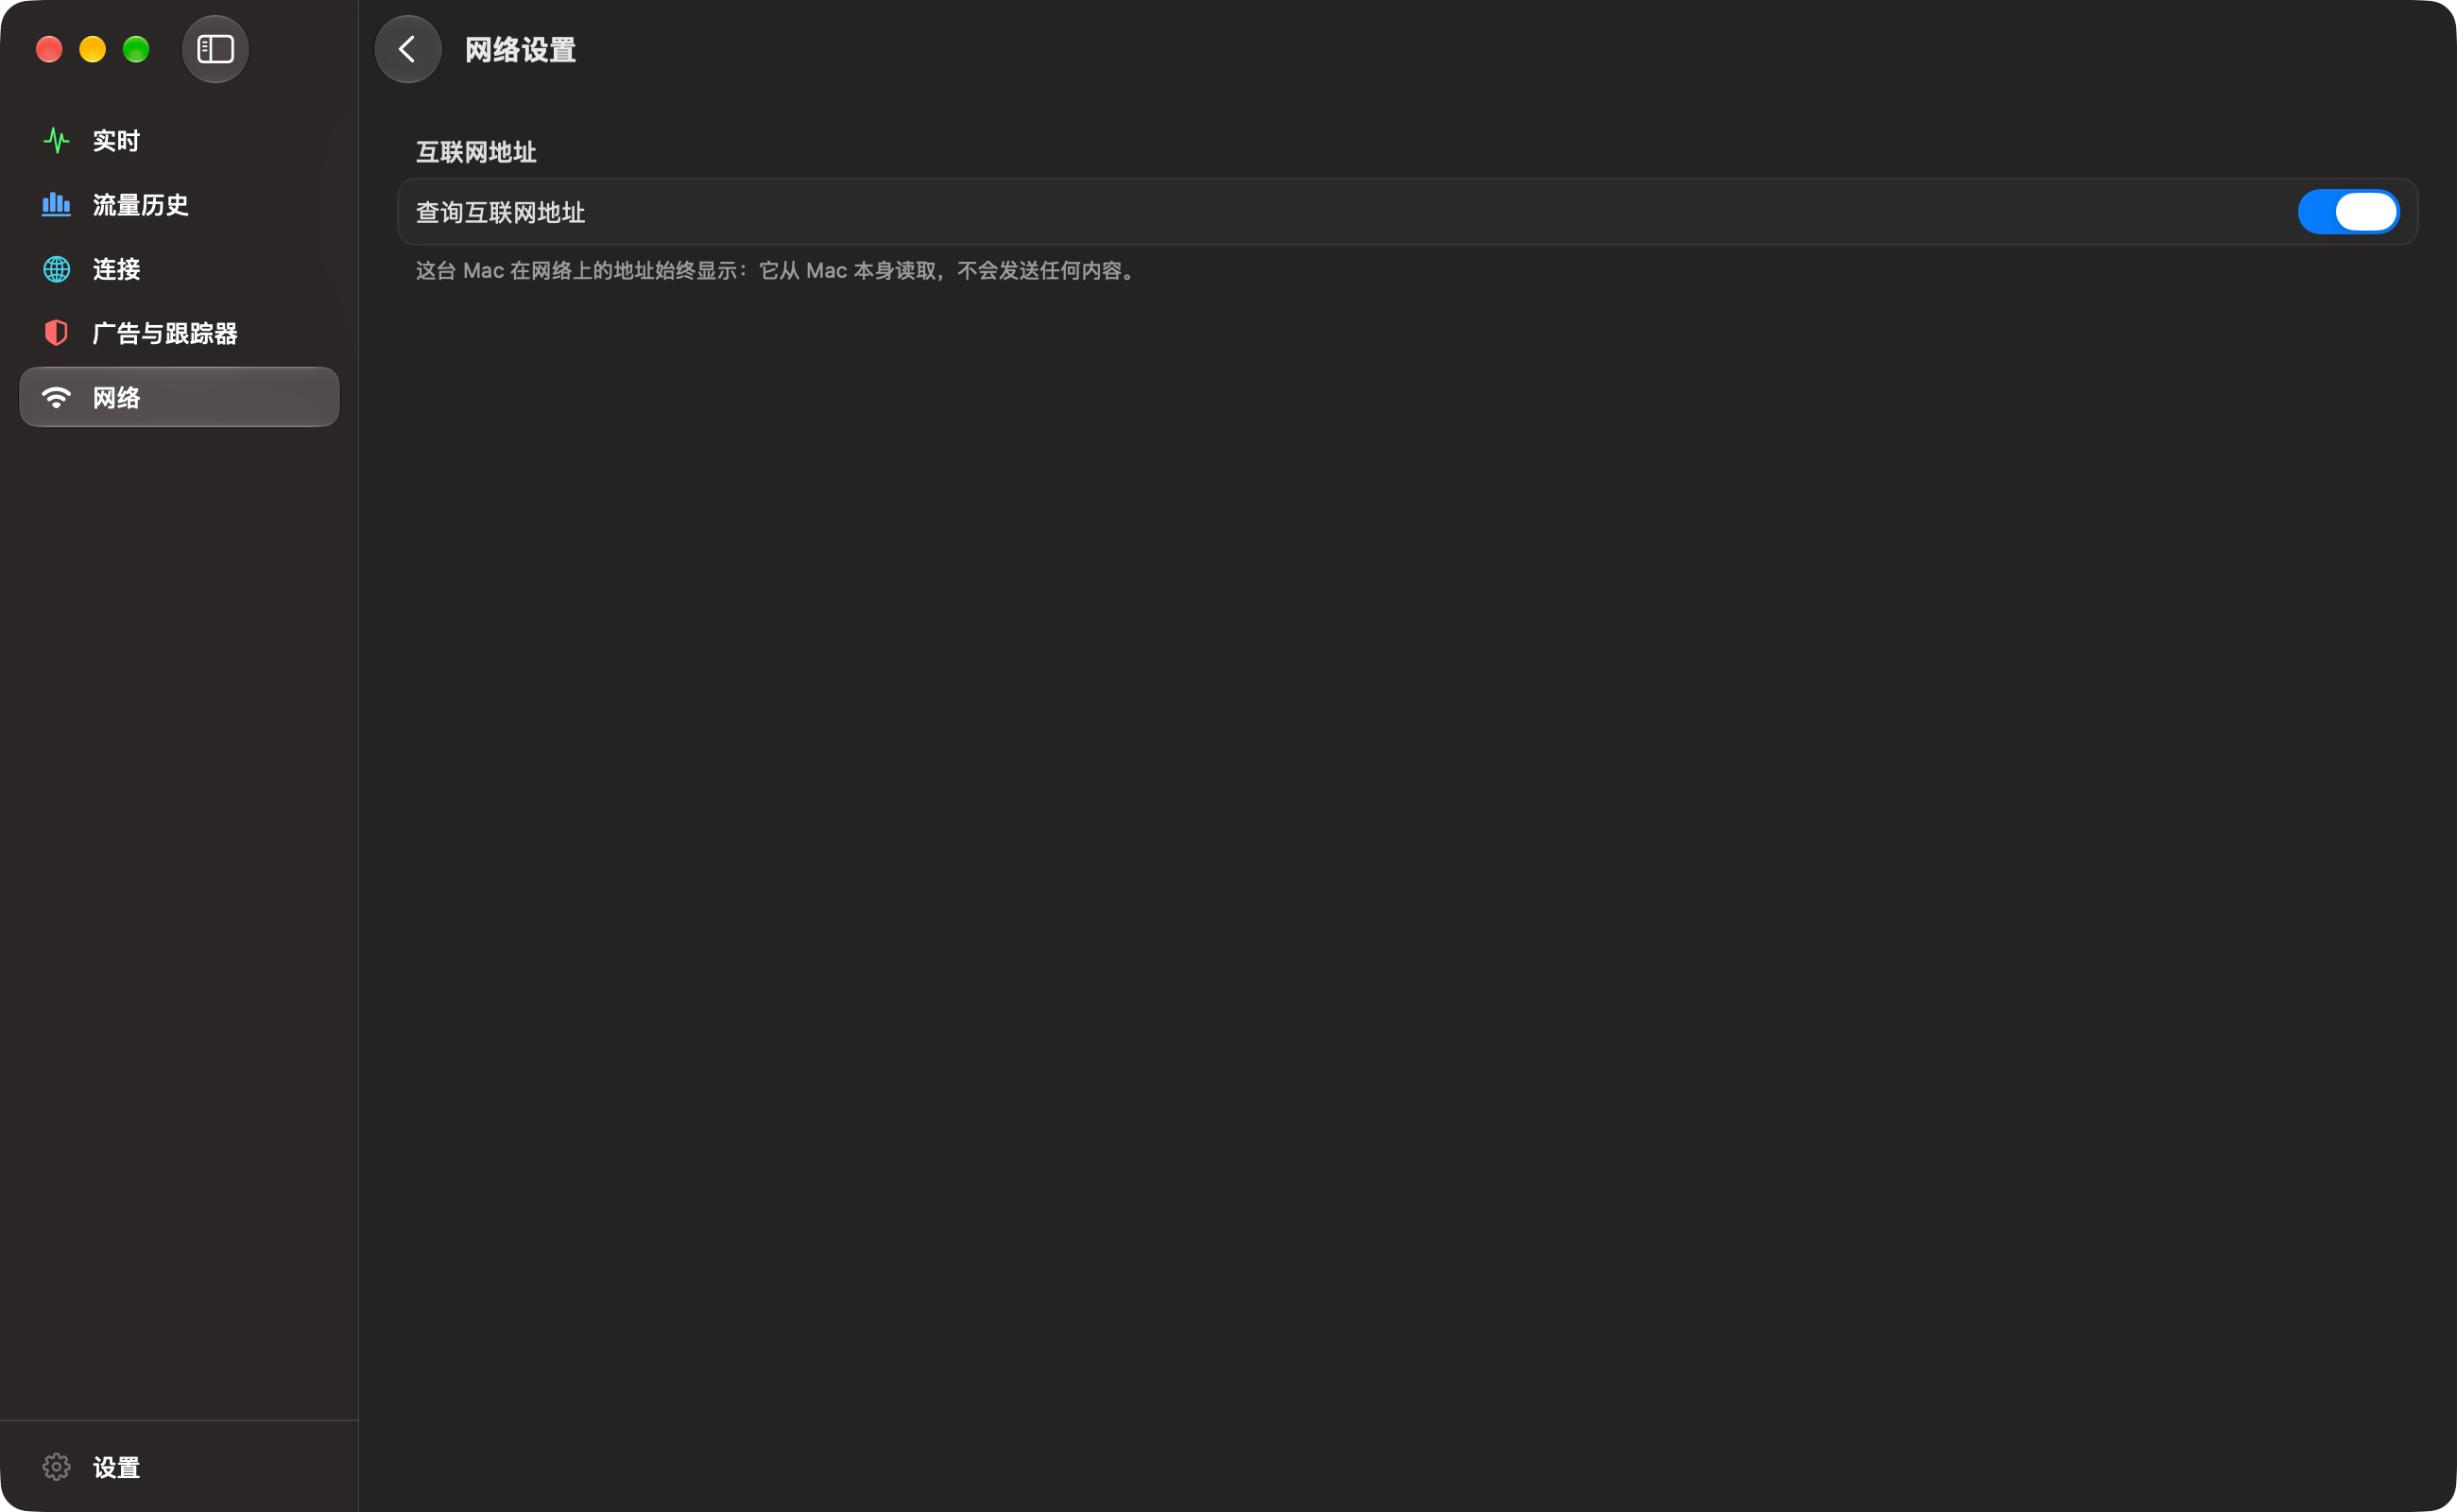 网络设置
实时
流量历史
连接
广告与跟踪器
网络
设置
互联网地址
查询互联网地址
这台 Mac 在网络上的地址始终显示：它从 Mac 本身读取，不会发送任何内容。